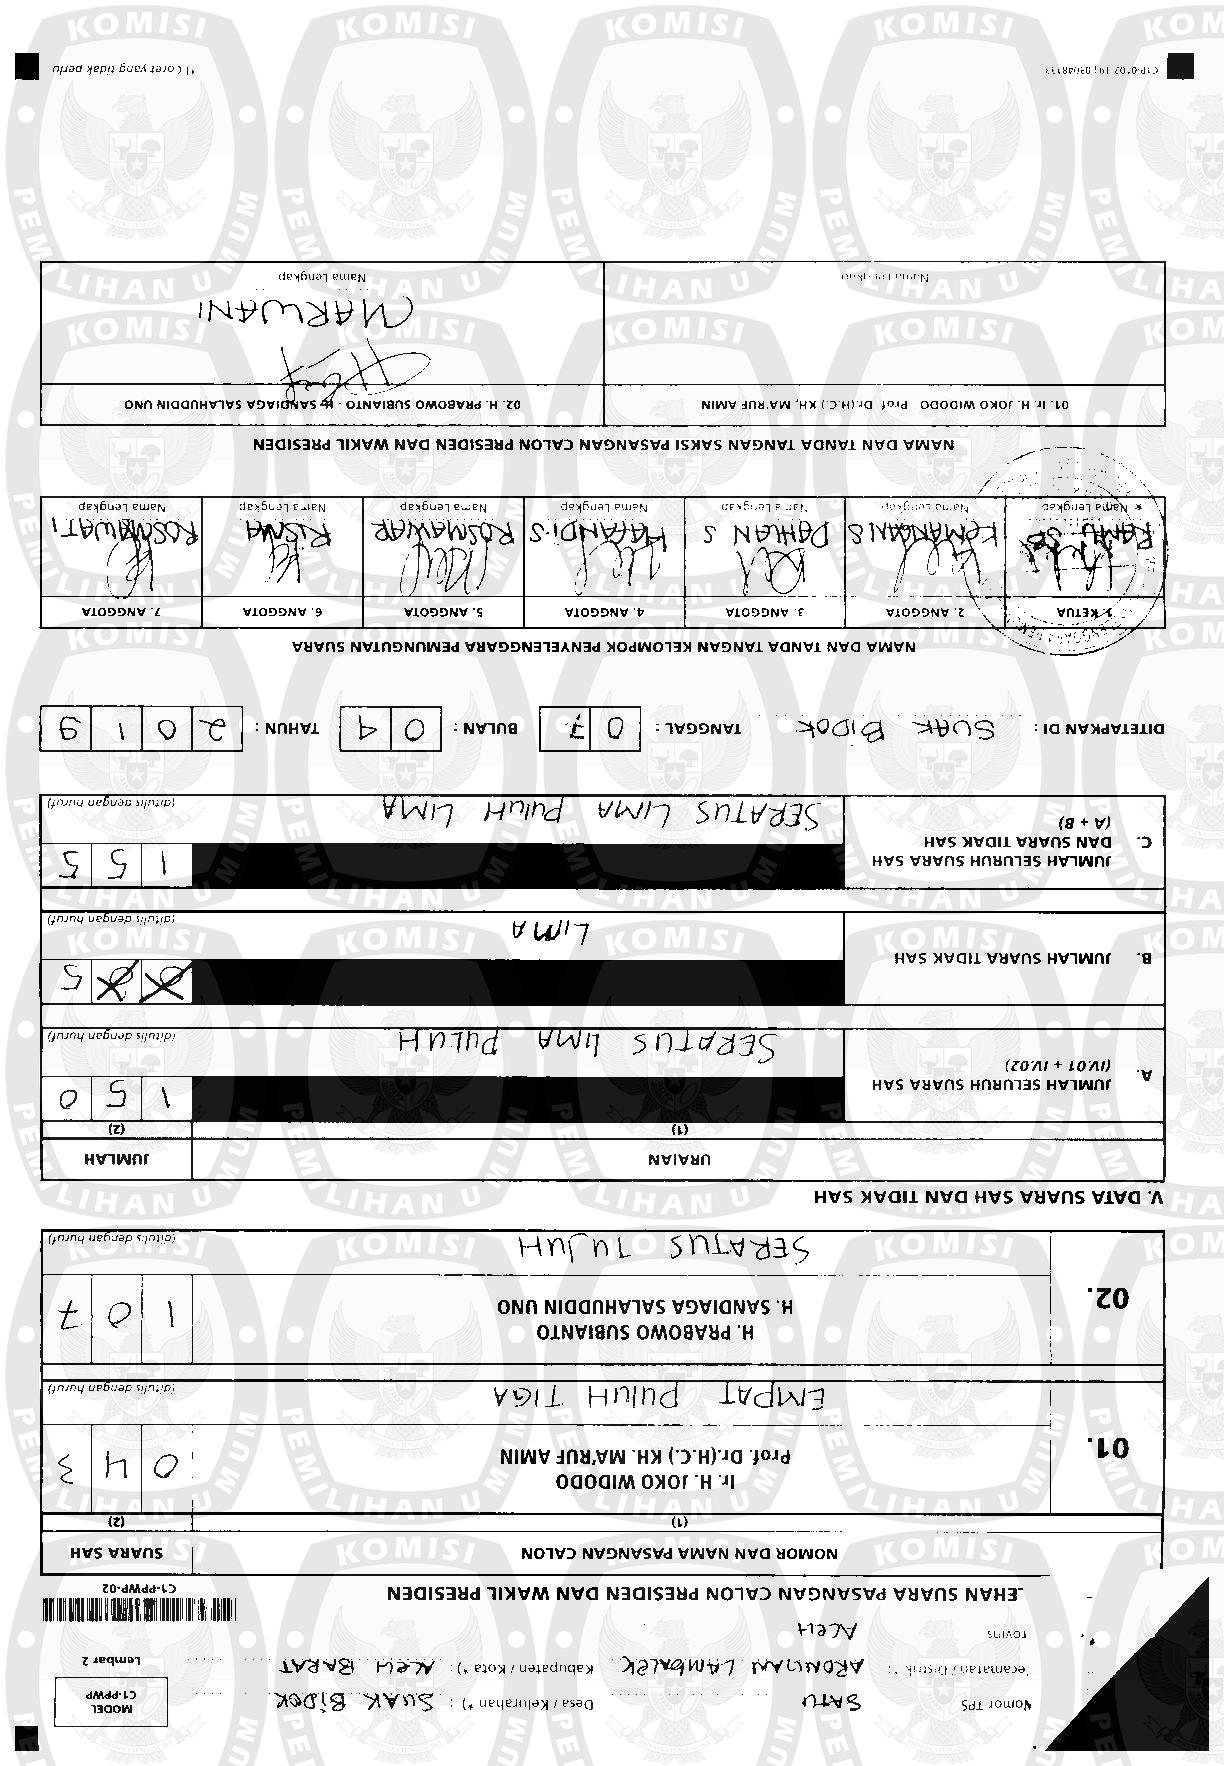 MODEL
C1-PPWP
Lembar 2
Nomor TPS SATU Desa / Kelurahan *) : SUAK BIDOK
Kecamatan / Distrik *) : ARONGAN LAMBALEK Kabupaten / Kota *) : ACEH BARAT
Provinsi ACEH
C1-PPWP-02
EHAN SUARA PASANGAN CALON PRESIDEN DAN WAKIL PRESIDEN
NOMOR DAN NAMA PASANGAN CALON SUARA SAH
(1) (2)
01. Ir. H. JOKO WIDODO
Prof. Dr.(H.C.) KH. MA'RUF AMIN 0 4 3
EMPAT PULUH TIGA (ditulis dengan huruf)
02. H. PRABOWO SUBIANTO
H. SANDIAGA SALAHUDDIN UNO 1 0 7
SERATUS TUJUH (ditulis dengan huruf)
V. DATA SUARA SAH DAN TIDAK SAH
URAIAN JUMLAH
(1) (2)
A. JUMLAH SELURUH SUARA SAH
(IV.01 + IV.02) 1 5 0
SERATUS LIMA PULUH (ditulis dengan huruf)
B. JUMLAH SUARA TIDAK SAH 5
LIMA (ditulis dengan huruf)
C. JUMLAH SELURUH SUARA SAH
DAN SUARA TIDAK SAH
(A + B) 1 5 5
SERATUS LIMA PULUH LIMA (ditulis dengan huruf)
DITETAPKAN DI : SUAK BIDOK TANGGAL : 0 7 BULAN : 0 4 TAHUN : 2 0 1 9
NAMA DAN TANDA TANGAN KELOMPOK PENYELENGGARA PEMUNGUTAN SUARA
1. KETUA 2. ANGGOTA 3. ANGGOTA 4. ANGGOTA 5. ANGGOTA 6. ANGGOTA 7. ANGGOTA
DAHLAN S ROSMAWAR RISMA ROSMAWATI
Nama Lengkap Nama Lengkap Nama Lengkap Nama Lengkap Nama Lengkap Nama Lengkap Nama Lengkap
NAMA DAN TANDA TANGAN SAKSI PASANGAN CALON PRESIDEN DAN WAKIL PRESIDEN
01. Ir. H. JOKO WIDODO Prof. Dr.(H.C.) KH, MA'RUF AMIN 02. H. PRABOWO SUBIANTO - H. SANDIAGA SALAHUDDIN UNO
MARWANI
Nama Lengkap Nama Lengkap
*) Coret yang tidak perlu
KOMISI PEMILIHAN UMUM